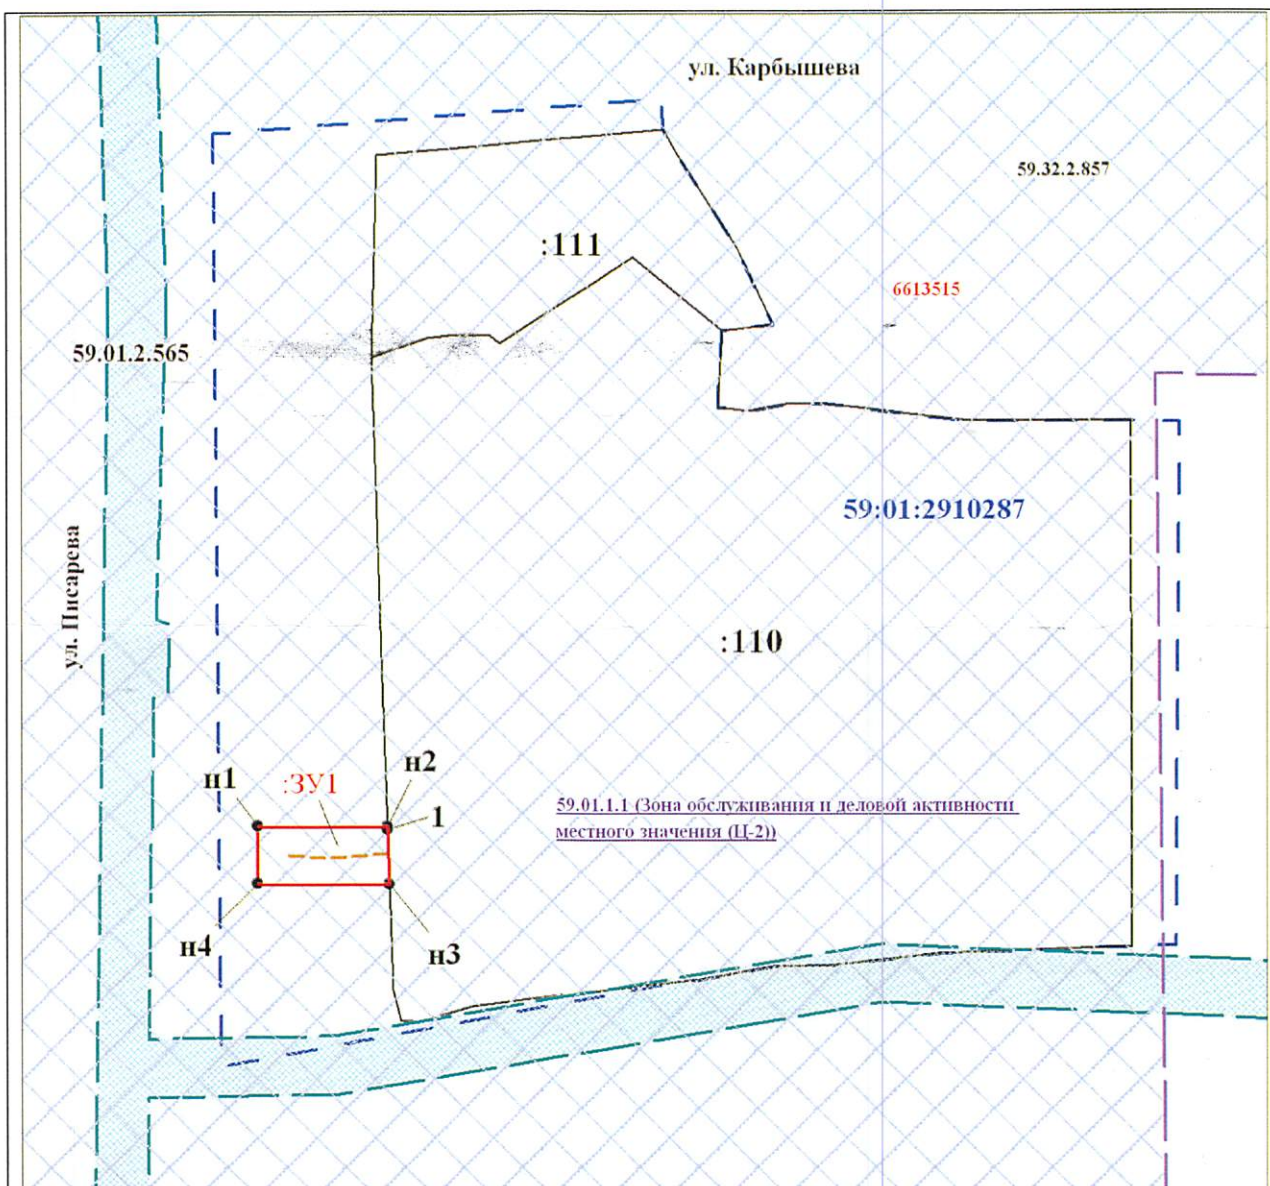 ул. Карбышева
59.32.2.857
:111
6613515
59.01.2.565
59:01:2910287
ул. Писарева
:110
н2
н1
:ЗУ1
1
59.01.1.1 (Зона обслуживания и деловой активности
местного значения (Ц-2))
н4
н3